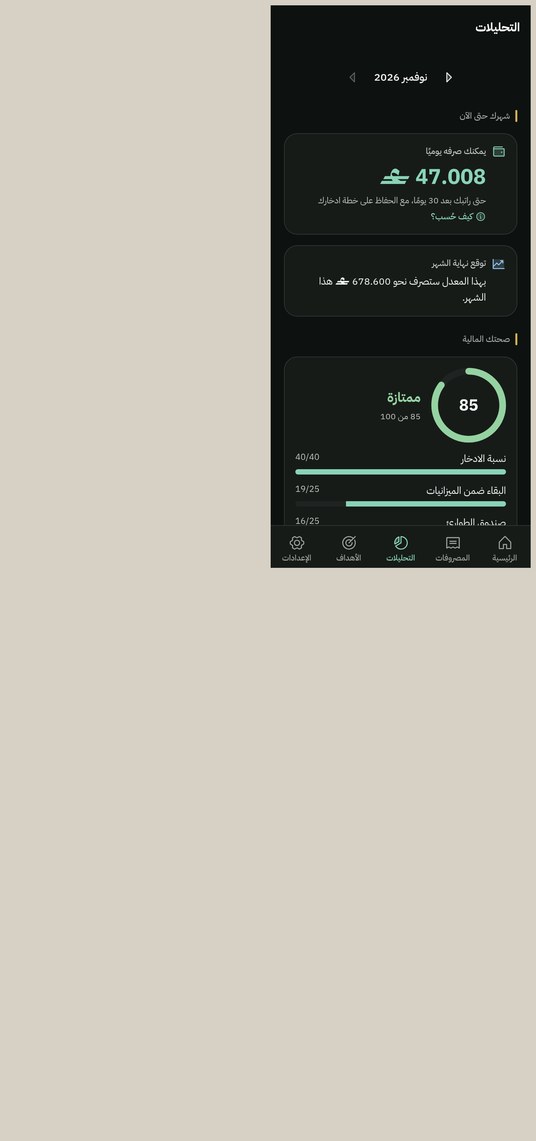 التحليلات
نوفمبر 2026
شهرك حتى الآن
يمكنك صرفه يوميًا
47.008
حتى راتبك بعد 30 يومًا، مع الحفاظ على خطة ادخارك
كيف حُسب؟
توقع نهاية الشهر
بهذا المعدل ستصرف نحو 678.600 هذا
الشهر.
صحتك المالية
85
ممتازة
85 من 100
نسبة الادخار 40/40
البقاء ضمن الميزانيات 19/25
صندوق الطوارئ 16/25
الرئيسية
المصروفات
التحليلات
الأهداف
الإعدادات